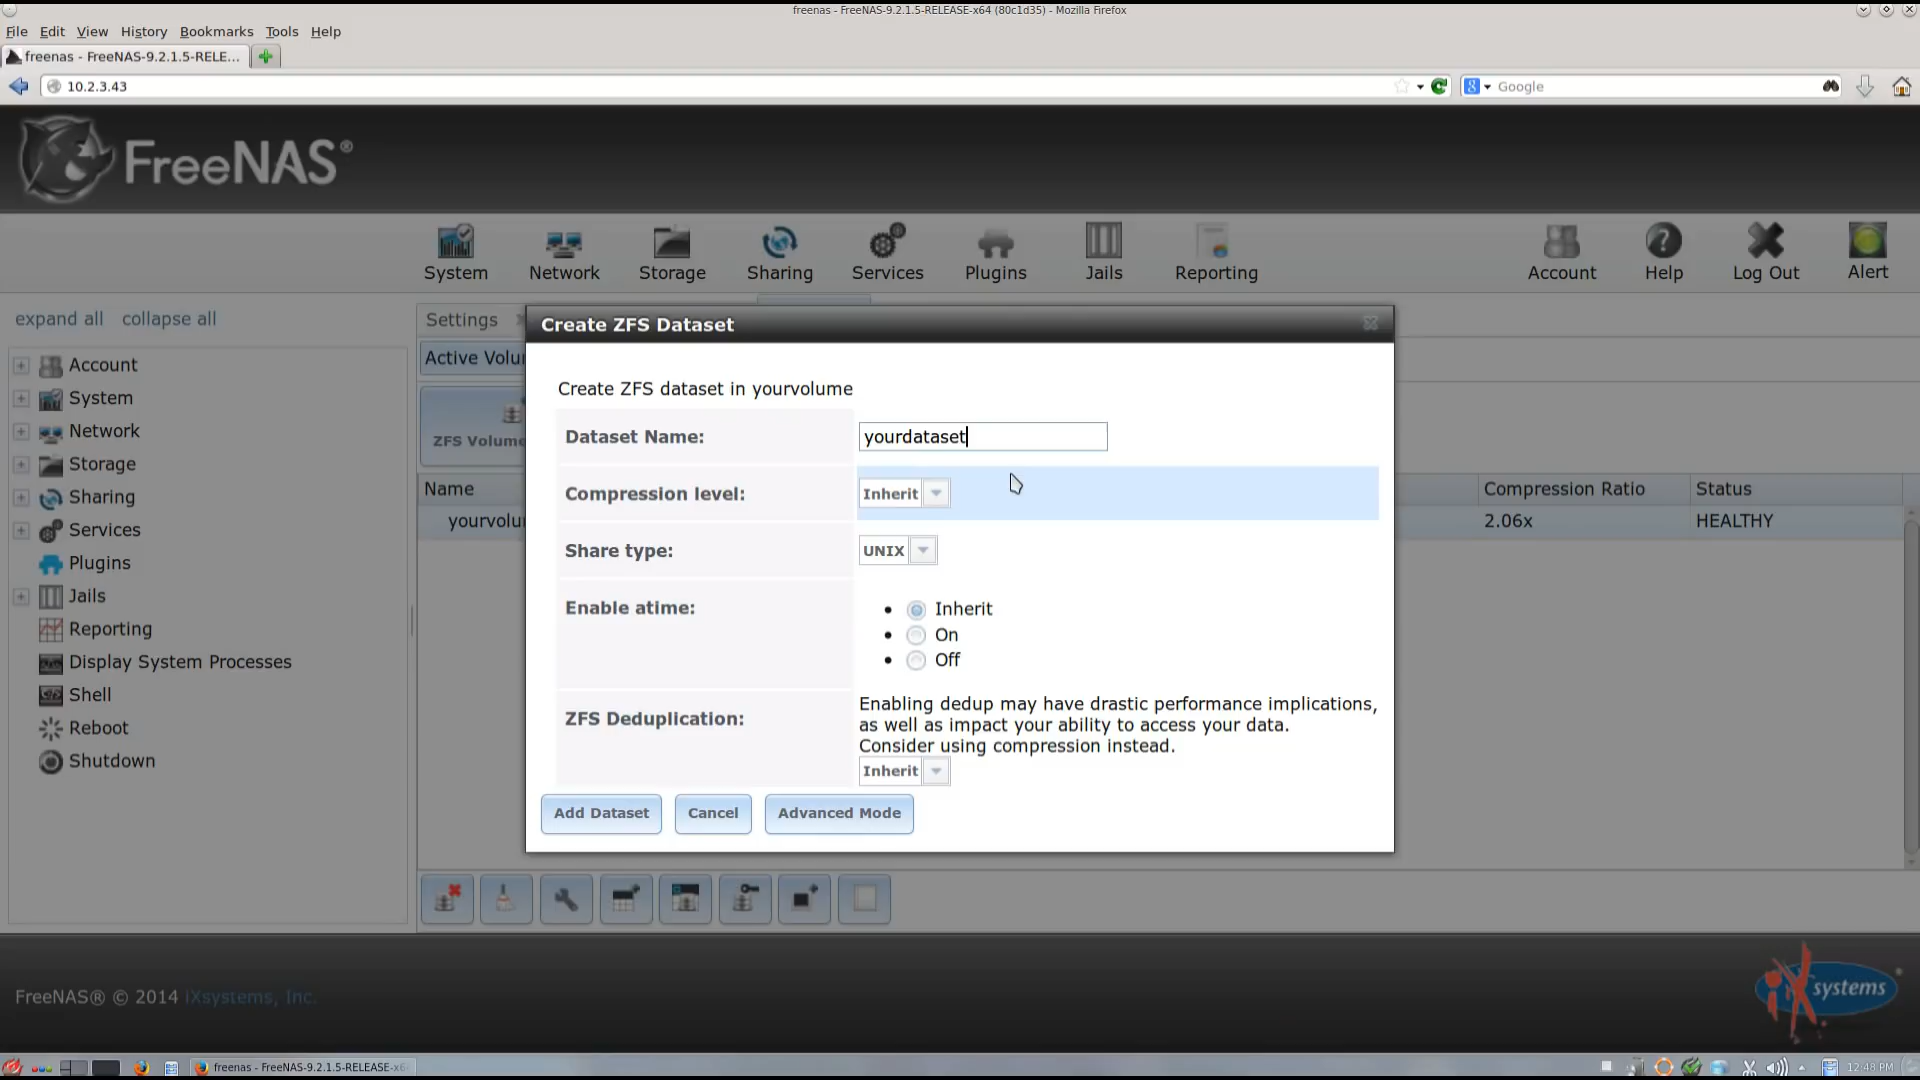 freenas - FreeNAS-9.2.1.5-RELEASE-x64 (80c1d35) - Mozilla Firefox
File Edit View History Bookmarks Tools Help
freenas - FreeNAS-9.2.1.5-RELE...
10.2.3.43
Google
FreeNAS®
System Network Storage Sharing Services Plugins Jails Reporting Account Help Log Out Alert
expand all collapse all
Settings
Create ZFS Dataset
Active Volu
Account
System
Network
Storage
Sharing
Services
Plugins
Jails
Reporting
Display System Processes
Shell
Reboot
Shutdown
ZFS Volume
Name Compression Ratio Status
yourvolu 2.06x HEALTHY
Create ZFS dataset in yourvolume
Dataset Name: yourdataset
Compression level: Inherit
Share type: UNIX
Enable atime: Inherit
On
Off
ZFS Deduplication: Enabling dedup may have drastic performance implications,
as well as impact your ability to access your data.
Consider using compression instead.
Inherit
Add Dataset Cancel Advanced Mode
FreeNAS® © 2014 iXsystems, Inc.
iXsystems
freenas - FreeNAS-9.2.1.5-RELEASE-x6
12:48 PM